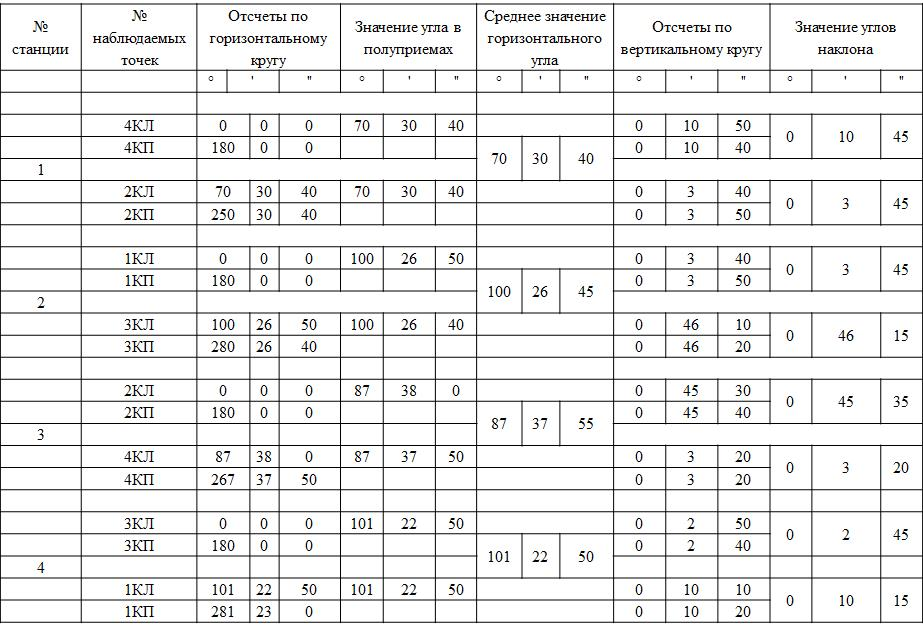 № станции № наблюдаемых точек Отсчеты по горизонтальному кругу Значение угла в полуприемах Среднее значение горизонтального угла Отсчеты по вертикальному кругу Значение углов наклона
° ' " ° ' " ° ' " ° ' " ° ' "
4КЛ 0 0 0 70 30 40 0 10 50 0 10 45
4КП 180 0 0 0 10 40
1 70 30 40
2КЛ 70 30 40 70 30 40 0 3 40 0 3 45
2КП 250 30 40 0 3 50
1КЛ 0 0 0 100 26 50 0 3 40 0 3 45
1КП 180 0 0 0 3 50
2 100 26 45
3КЛ 100 26 50 100 26 40 0 46 10 0 46 15
3КП 280 26 40 0 46 20
2КЛ 0 0 0 87 38 0 0 45 30 0 45 35
2КП 180 0 0 0 45 40
3 87 37 55
4КЛ 87 38 0 87 37 50 0 3 20 0 3 20
4КП 267 37 50 0 3 20
3КЛ 0 0 0 101 22 50 0 2 50 0 2 45
3КП 180 0 0 0 2 40
4 101 22 50
1КЛ 101 22 50 101 22 50 0 10 10 0 10 15
1КП 281 23 0 0 10 20